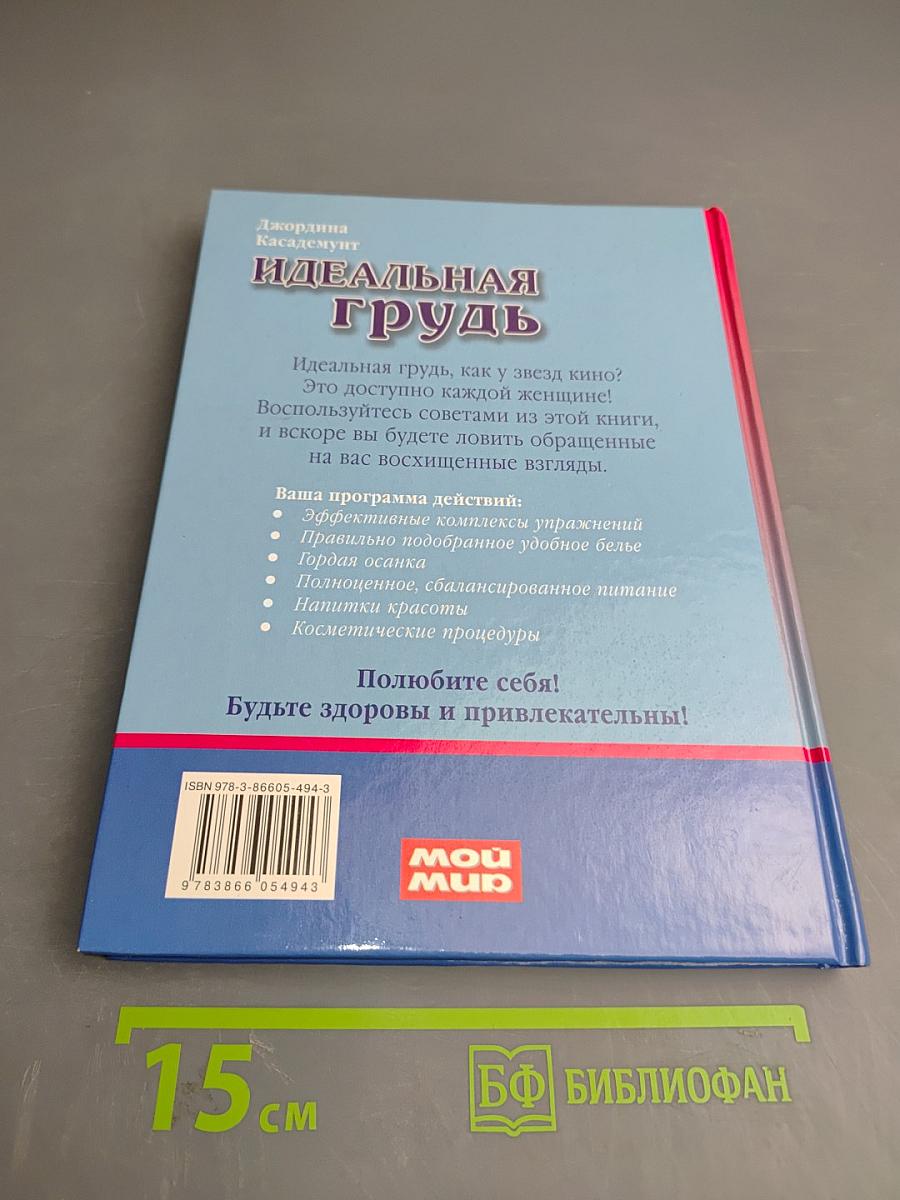 Джордина
Касадемунт
ИДЕАЛЬНАЯ
ГРУДЬ
Идеальная грудь, как у звезд кино?
Это доступно каждой женщине!
Воспользуйтесь советами из этой книги,
и вскоре вы будете ловить обращенные
на вас восхищенные взгляды.
Ваша программа действий:
• Эффективные комплексы упражнений
• Правильно подобранное удобное белье
• Гордая осанка
• Полноценное, сбалансированное питание
• Напитки красоты
• Косметические процедуры
Полюбите себя!
Будьте здоровы и привлекательны!
ISBN 978-3-86605-494-3
9 783866 054943
мой
мир
15 см
БФ БИБЛИОФАН